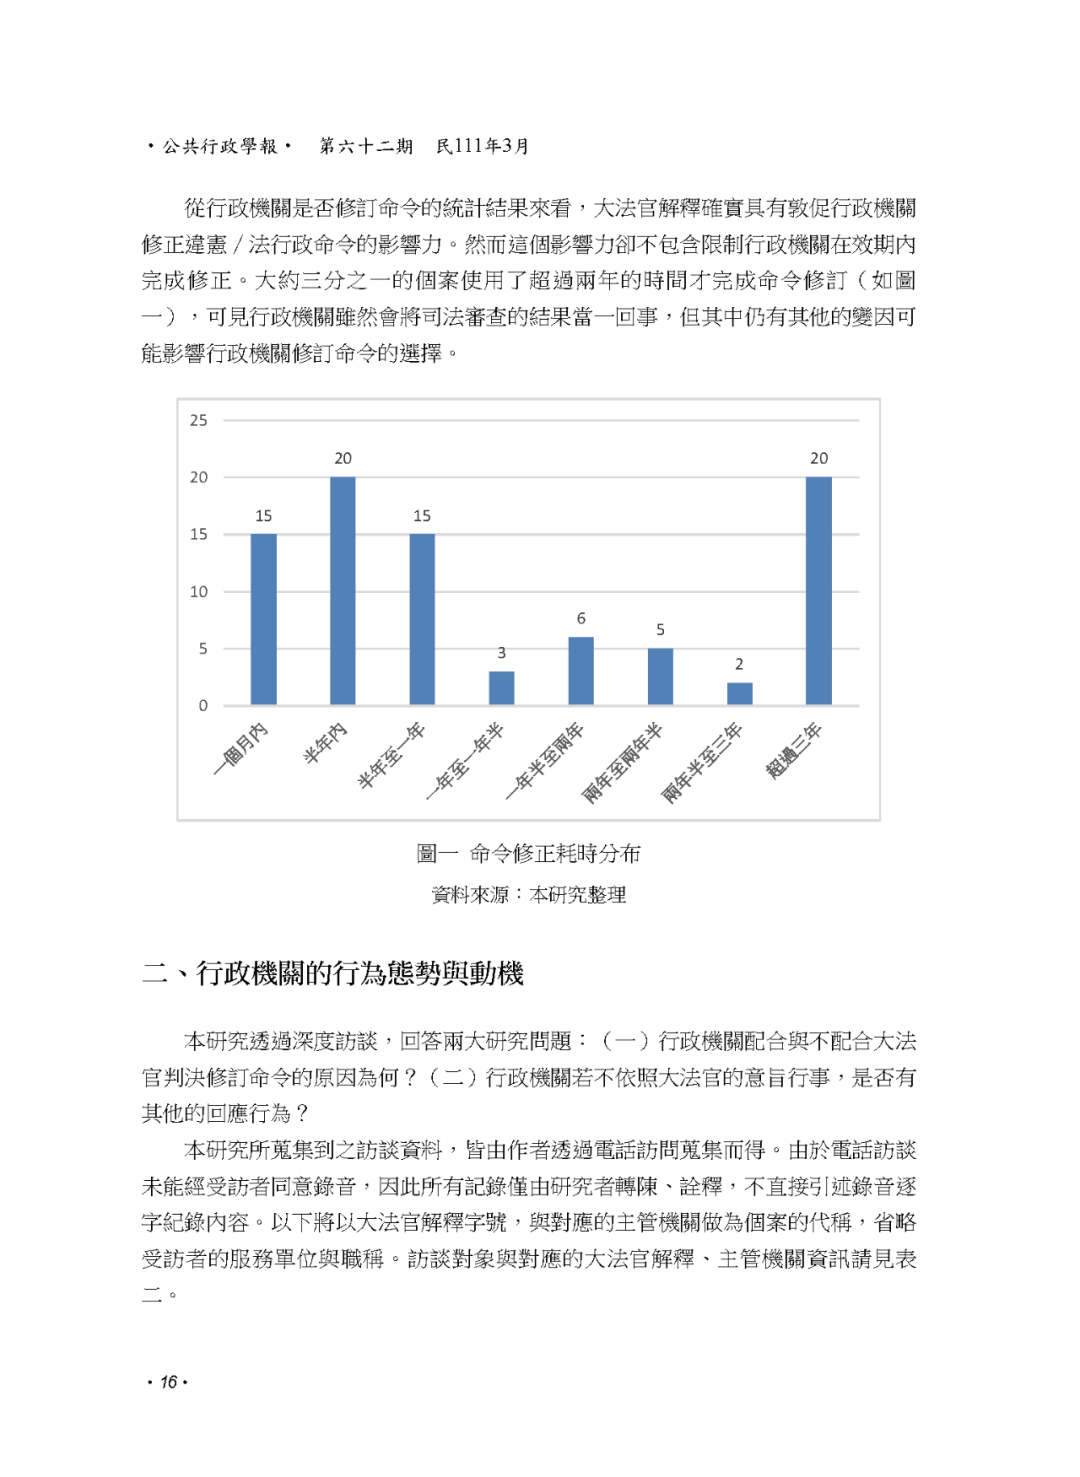 ・公共行政學報・　第六十二期　民111年3月
從行政機關是否修訂命令的統計結果來看，大法官解釋確實具有敦促行政機關
修正違憲／法行政命令的影響力。然而這個影響力卻不包含限制行政機關在效期內
完成修正。大約三分之一的個案使用了超過兩年的時間才完成命令修訂（如圖
一），可見行政機關雖然會將司法審查的結果當一回事，但其中仍有其他的變因可
能影響行政機關修訂命令的選擇。
25
20
15
10
5
0
15
20
15
3
6
5
2
20
一個月內
半年內
半年至一年
一年至一年半
一年半至兩年
兩年至兩年半
兩年半至三年
超過三年
圖一 命令修正耗時分布
資料來源：本研究整理
二、行政機關的行為態勢與動機
本研究透過深度訪談，回答兩大研究問題：（一）行政機關配合與不配合大法
官判決修訂命令的原因為何？（二）行政機關若不依照大法官的意旨行事，是否有
其他的回應行為？
本研究所蒐集到之訪談資料，皆由作者透過電話訪問蒐集而得。由於電話訪談
未能經受訪者同意錄音，因此所有記錄僅由研究者轉陳、詮釋，不直接引述錄音逐
字紀錄內容。以下將以大法官解釋字號，與對應的主管機關做為個案的代稱，省略
受訪者的服務單位與職稱。訪談對象與對應的大法官解釋、主管機關資訊請見表
二。
・16・